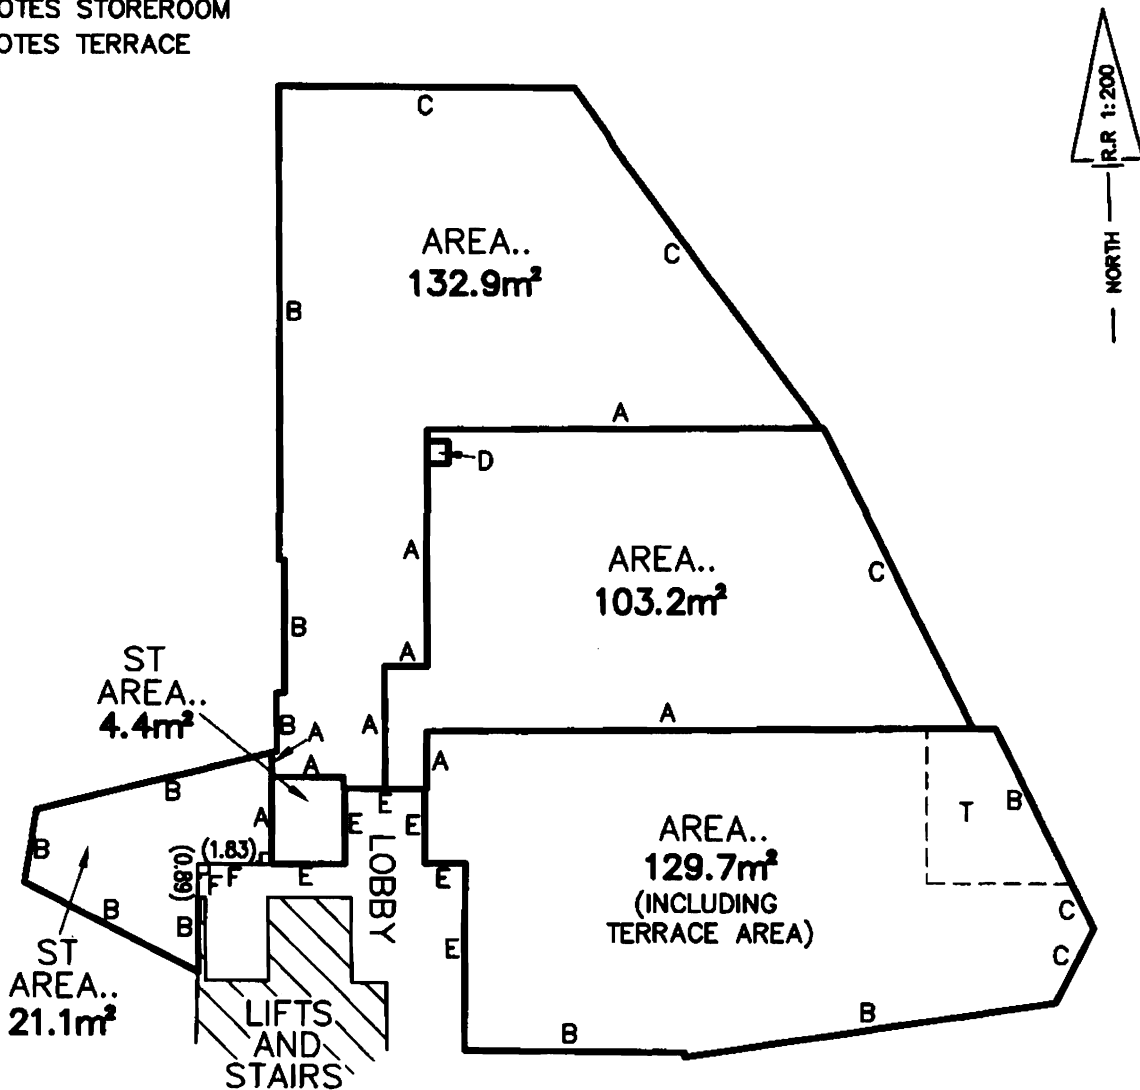 OTES STOREROOM
OTES TERRACE
R.R 1:200
NORTH
C
AREA..
132.9m²
C
B
A
D
A
AREA..
103.2m²
C
B
A
ST
AREA..
4.4m²
B
A
A
A
A
A
B
E
B
A
E
E
LOBBY
AREA..
129.7m²
(INCLUDING
TERRACE AREA)
T
B
B
(1.83)
(0.89)
F
F
E
E
B
B
C
C
E
ST
AREA..
21.1m²
LIFTS
AND
STAIRS
B
B